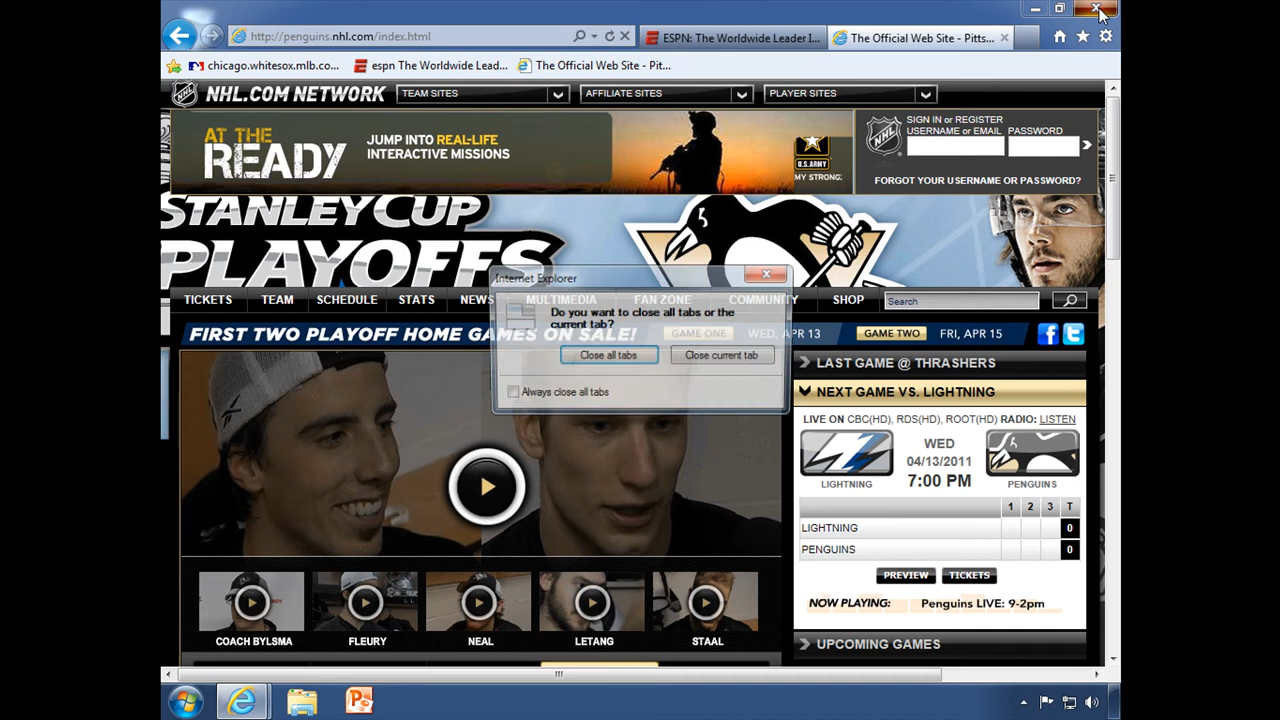 http://penguins.nhl.com/index.html
ESPN: The Worldwide Leader I...
The Official Web Site - Pitts...
chicago.whitesox.mlb.co...
espn The Worldwide Lead...
The Official Web Site - Pit...
NHL.COM NETWORK
TEAM SITES
AFFILIATE SITES
PLAYER SITES
AT THE
READY
JUMP INTO REAL-LIFE
INTERACTIVE MISSIONS
U.S.ARMY
MY STRONG.
SIGN IN or REGISTER
USERNAME or EMAIL
PASSWORD
FORGOT YOUR USERNAME OR PASSWORD?
STANLEY CUP
PLAYOFFS
TICKETS
TEAM
SCHEDULE
STATS
NEWS
MULTIMEDIA
FAN ZONE
COMMUNITY
SHOP
Search
Internet Explorer
Do you want to close all tabs or the
current tab?
Close all tabs
Close current tab
Always close all tabs
FIRST TWO PLAYOFF HOME GAMES ON SALE!
GAME ONE
WED, APR 13
GAME TWO
FRI, APR 15
LAST GAME @ THRASHERS
NEXT GAME VS. LIGHTNING
LIVE ON CBC(HD), RDS(HD), ROOT(HD) RADIO: LISTEN
WED
04/13/2011
7:00 PM
LIGHTNING
PENGUINS
1 2 3 T
LIGHTNING 0
PENGUINS 0
PREVIEW
TICKETS
NOW PLAYING: Penguins LIVE: 9-2pm
UPCOMING GAMES
COACH BYLSMA
FLEURY
NEAL
LETANG
STAAL